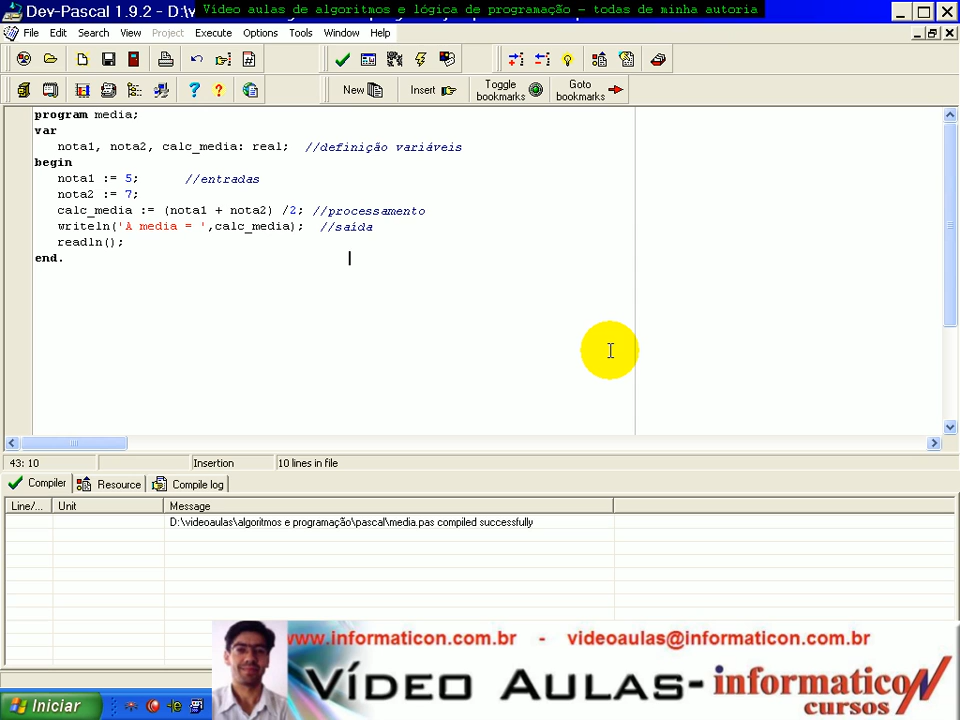 Dev-Pascal 1.9.2 - D:\v
Vídeo aulas de algoritmos e lógica de programação - todas de minha autoria
File Edit Search View Project Execute Options Tools Window Help
New Insert Toggle bookmarks Goto bookmarks
program media;
var
nota1, nota2, calc_media: real; //definição variáveis
begin
nota1 := 5; //entradas
nota2 := 7;
calc_media := (nota1 + nota2) /2; //processamento
writeln('A media = ',calc_media); //saída
readln();
end.
43: 10 Insertion 10 lines in file
Compiler Resource Compile log
Line/... Unit Message
D:\videoaulas\algoritmos e programação\pascal\media.pas compiled successfully
www.informaticon.com.br - videoaulas@informaticon.com.br
Vídeo Aulas- informaticon
cursos
Iniciar